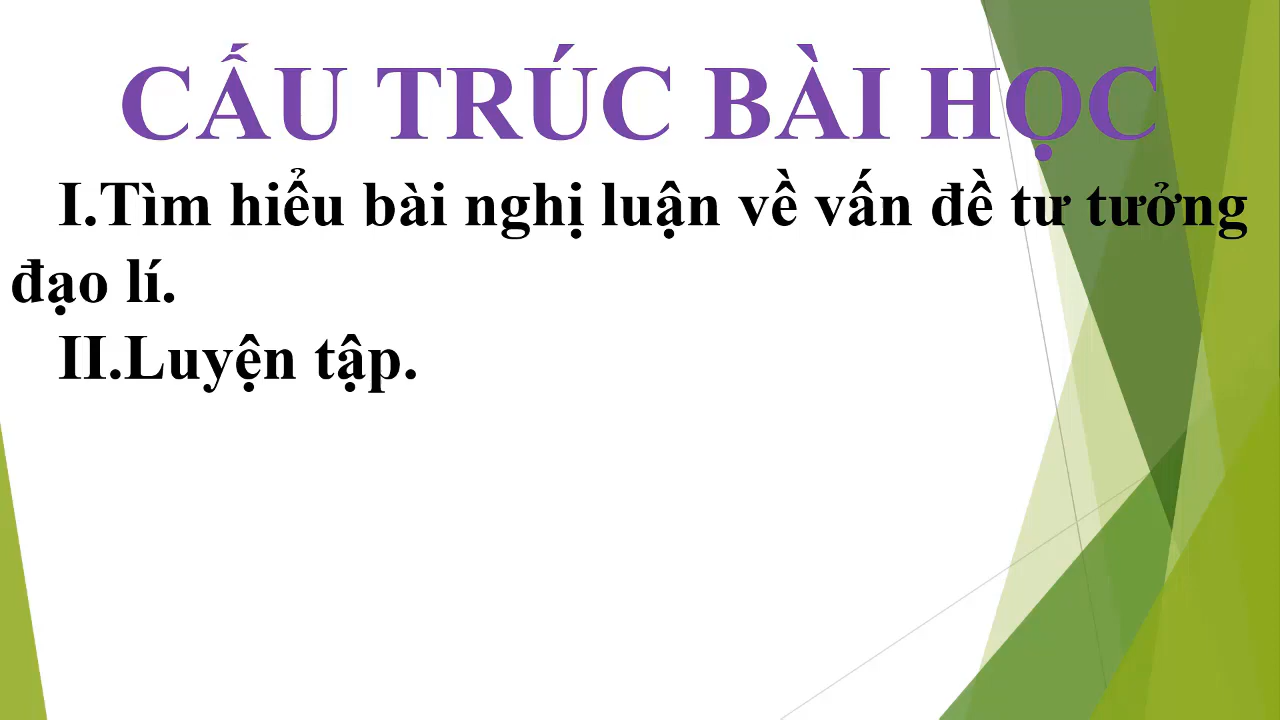 CẤU TRÚC BÀI HỌC
I.Tìm hiểu bài nghị luận về vấn đề tư tưởng
đạo lí.
II.Luyện tập.